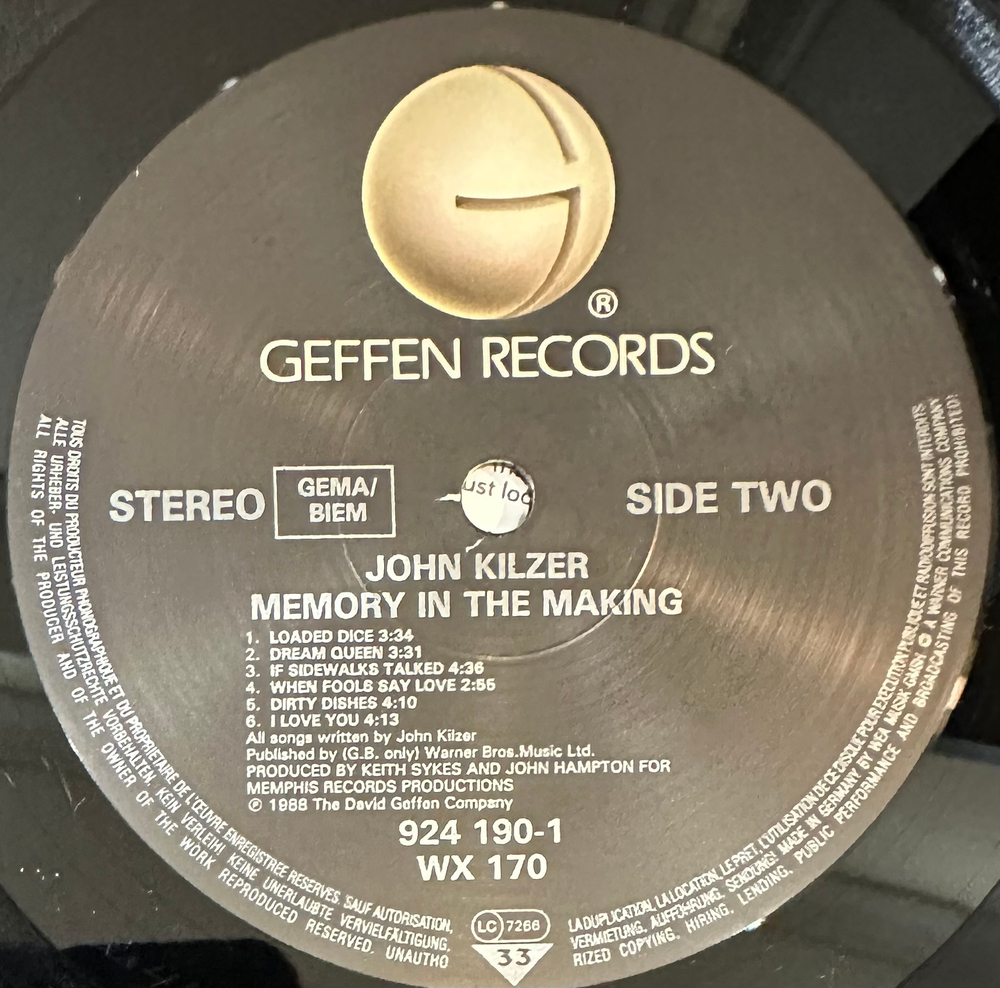 ®
GEFFEN RECORDS
STEREO
GEMA/
BIEM
ust loo
SIDE TWO
JOHN KILZER
MEMORY IN THE MAKING
1. LOADED DICE 3:34
2. DREAM QUEEN 3:31
3. IF SIDEWALKS TALKED 4:36
4. WHEN FOOLS SAY LOVE 2:55
5. DIRTY DISHES 4:10
6. I LOVE YOU 4:13
All songs written by John Kilzer
Published by (G.B. only) Warner Bros.Music Ltd.
PRODUCED BY KEITH SYKES AND JOHN HAMPTON FOR
MEMPHIS RECORDS PRODUCTIONS
℗ 1988 The David Geffen Company
924 190-1
WX 170
LC 7266
33
TOUS DROITS DU PRODUCTEUR PHONOGRAPHIQUE ET DU PROPRIETAIRE DE L'ŒUVRE ENREGISTREE RESERVES. SAUF AUTORISATION, LA DUPLICATION, LA LOCATION, LE PRET, L'UTILISATION DE CE DISQUE POUR EXECUTION PUBLIQUE ET RADIODIFFUSION SONT INTERDITS
ALLE URHEBER- UND LEISTUNGSSCHUTZRECHTE VORBEHALTEN. KEIN VERLEIH! KEINE UNERLAUBTE VERVIELFÄLTIGUNG, VERMIETUNG, AUFFÜHRUNG, SENDUNG! MADE IN GERMANY BY WEA MUSIK GMBH A WARNER COMMUNICATIONS COMPANY
ALL RIGHTS OF THE PRODUCER AND OF THE OWNER OF THE WORK REPRODUCED RESERVED. UNAUTHORIZED COPYING, HIRING, LENDING, PUBLIC PERFORMANCE AND BROADCASTING OF THIS RECORD PROHIBITED!